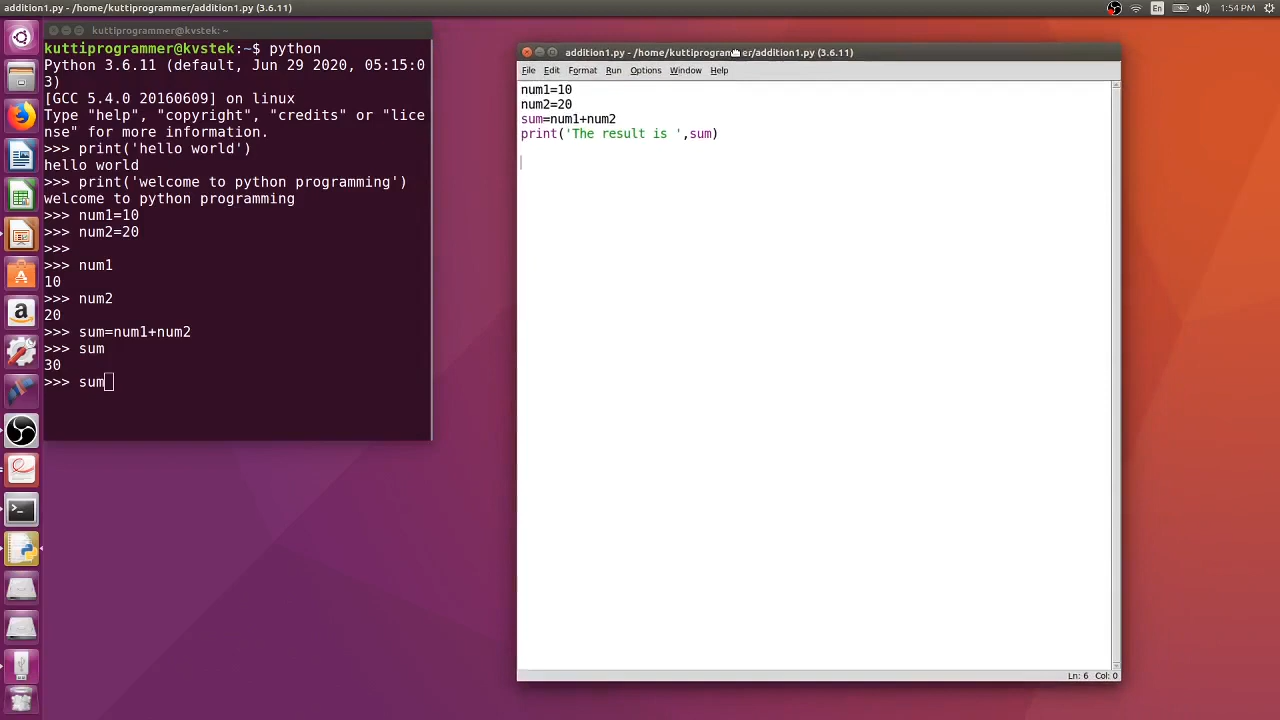 addition1.py - /home/kuttiprogrammer/addition1.py (3.6.11)
En
1:54 PM
kuttiprogrammer@kvstek: ~
kuttiprogrammer@kvstek:~$ python
Python 3.6.11 (default, Jun 29 2020, 05:15:0
3)
[GCC 5.4.0 20160609] on linux
Type "help", "copyright", "credits" or "lice
nse" for more information.
>>> print('hello world')
hello world
>>> print('welcome to python programming')
welcome to python programming
>>> num1=10
>>> num2=20
>>>
>>> num1
10
>>> num2
20
>>> sum=num1+num2
>>> sum
30
>>> sum
addition1.py - /home/kuttiprogrammer/addition1.py (3.6.11)
File Edit Format Run Options Window Help
num1=10
num2=20
sum=num1+num2
print('The result is ',sum)
Ln: 6 Col: 0